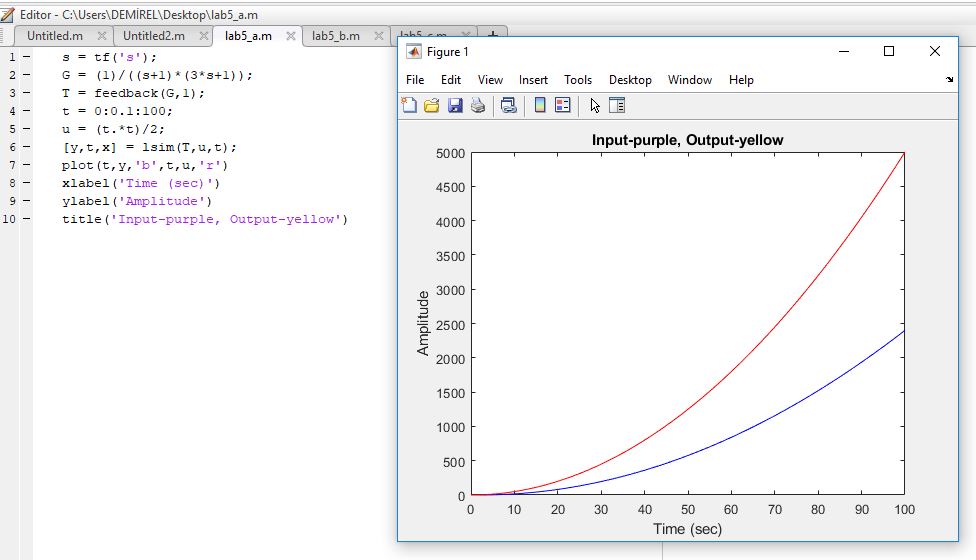 Editor - C:\Users\DEMİREL\Desktop\lab5_a.m
Untitled.m Untitled2.m lab5_a.m lab5_b.m
1 s = tf('s');
2 G = (1)/((s+1)*(3*s+1));
3 T = feedback(G,1);
4 t = 0:0.1:100;
5 u = (t.*t)/2;
6 [y,t,x] = lsim(T,u,t);
7 plot(t,y,'b',t,u,'r')
8 xlabel('Time (sec)')
9 ylabel('Amplitude')
10 title('Input-purple, Output-yellow')
Figure 1
File Edit View Insert Tools Desktop Window Help
Input-purple, Output-yellow
5000
4500
4000
3500
3000
2500
2000
1500
1000
500
0
Amplitude
0 10 20 30 40 50 60 70 80 90 100
Time (sec)